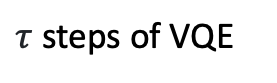 τ steps of VQE